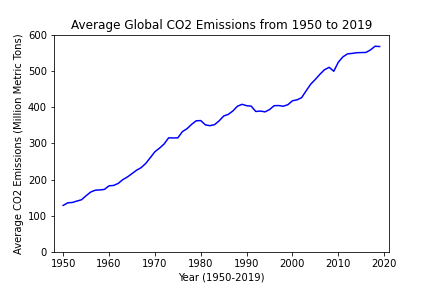 Average Global CO2 Emissions from 1950 to 2019
Average CO2 Emissions (Million Metric Tons)
600
500
400
300
200
100
0
1950 1960 1970 1980 1990 2000 2010 2020
Year (1950-2019)